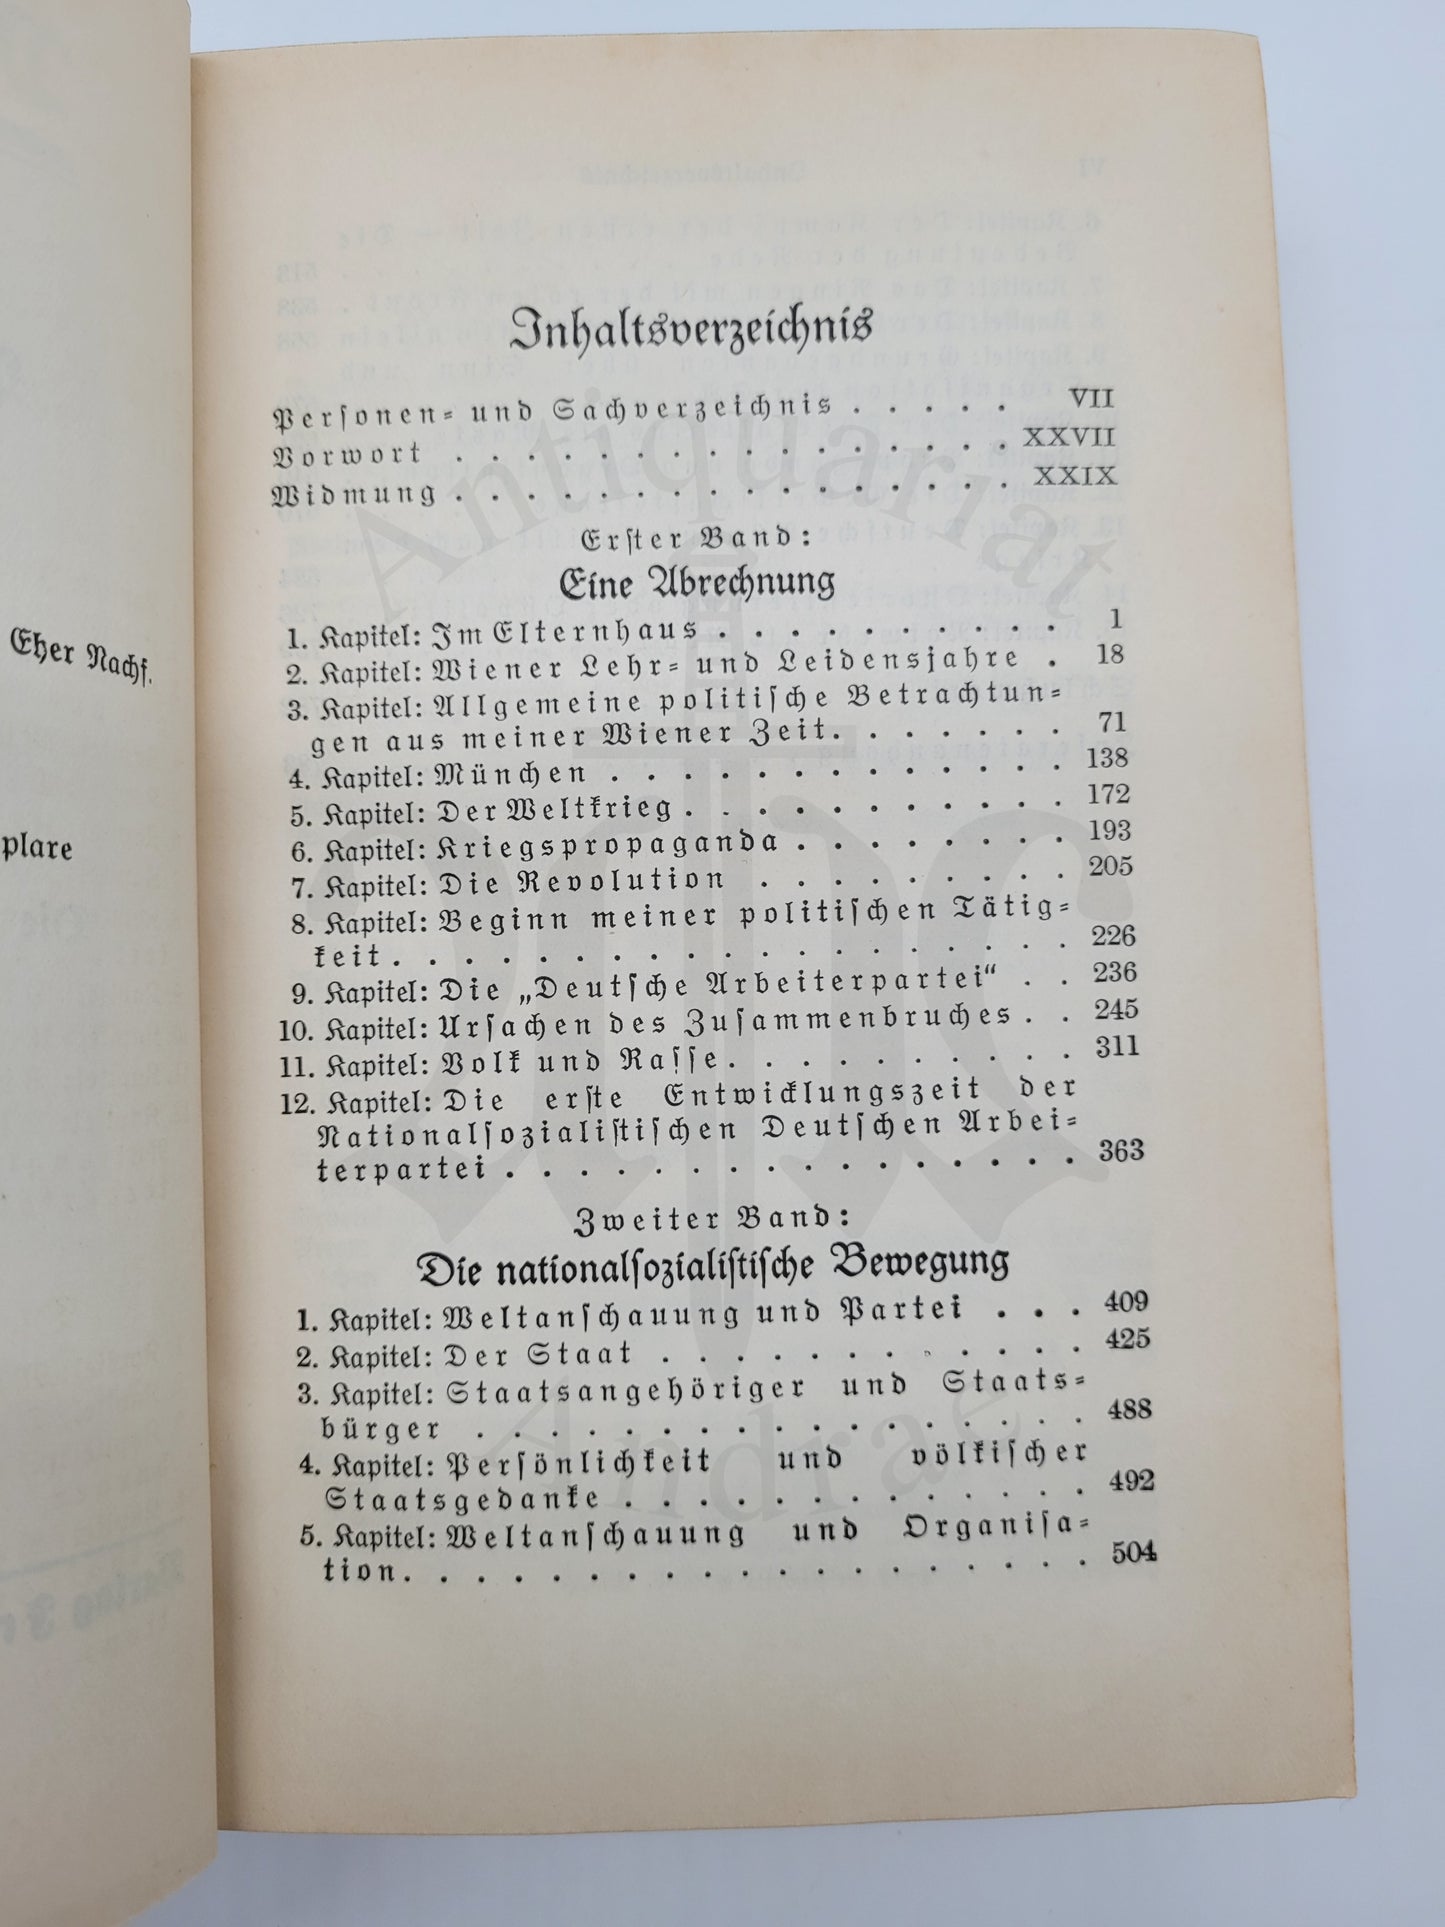 Eher Nachf.
plare
Inhaltsverzeichnis
Personen- und Sachverzeichnis . . . . . VII
Vorwort . . . . . . . . . . . . . . . . XXVII
Widmung . . . . . . . . . . . . . . . . XXIX
Erster Band:
Eine Abrechnung
1. Kapitel: Im Elternhaus . . . . . . . . . . 1
2. Kapitel: Wiener Lehr- und Leidensjahre . 18
3. Kapitel: Allgemeine politische Betrachtun-
gen aus meiner Wiener Zeit. . . . . . . 71
4. Kapitel: München . . . . . . . . . . . . . 138
5. Kapitel: Der Weltkrieg . . . . . . . . . . . 172
6. Kapitel: Kriegspropaganda . . . . . . . . 193
7. Kapitel: Die Revolution . . . . . . . . . 205
8. Kapitel: Beginn meiner politischen Tätig-
keit . . . . . . . . . . . . . . . . . . . 226
9. Kapitel: Die „Deutsche Arbeiterpartei“ . . 236
10. Kapitel: Ursachen des Zusammenbruches . . 245
11. Kapitel: Volk und Rasse. . . . . . . . . . 311
12. Kapitel: Die erste Entwicklungszeit der
Nationalsozialistischen Deutschen Arbei-
terpartei . . . . . . . . . . . . . . . . 363
Zweiter Band:
Die nationalsozialistische Bewegung
1. Kapitel: Weltanschauung und Partei . . . 409
2. Kapitel: Der Staat . . . . . . . . . . . . 425
3. Kapitel: Staatsangehöriger und Staats-
bürger . . . . . . . . . . . . . . . . . 488
4. Kapitel: Persönlichkeit und völkischer
Staatsgedanke . . . . . . . . . . . . . 492
5. Kapitel: Weltanschauung und Organisa-
tion. . . . . . . . . . . . . . . . . . . 504
Antiquariat
Andrae